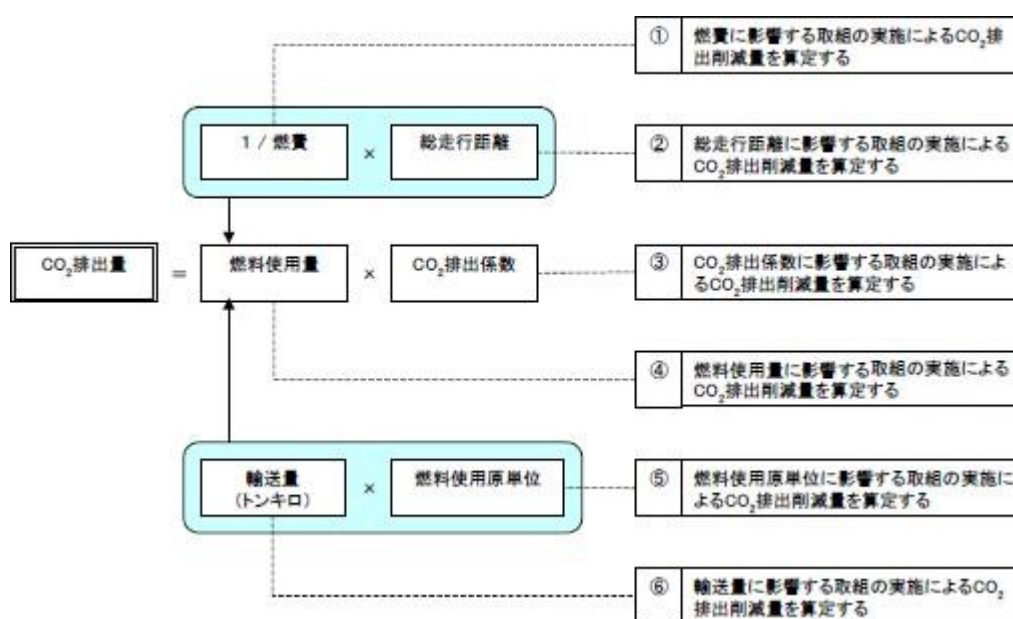 ① 燃費に影響する取組の実施によるCO₂排
出削減量を算定する
1 / 燃費 × 総走行距離
② 総走行距離に影響する取組の実施による
CO₂排出削減量を算定する
CO₂排出量 = 燃料使用量 × CO₂排出係数
③ CO₂排出係数に影響する取組の実施によ
るCO₂排出削減量を算定する
④ 燃料使用量に影響する取組の実施による
CO₂排出削減量を算定する
輸送量
(トンキロ)
× 燃料使用原単位
⑤ 燃料使用原単位に影響する取組の実施に
よるCO₂排出削減量を算定する
⑥ 輸送量に影響する取組の実施によるCO₂
排出削減量を算定する